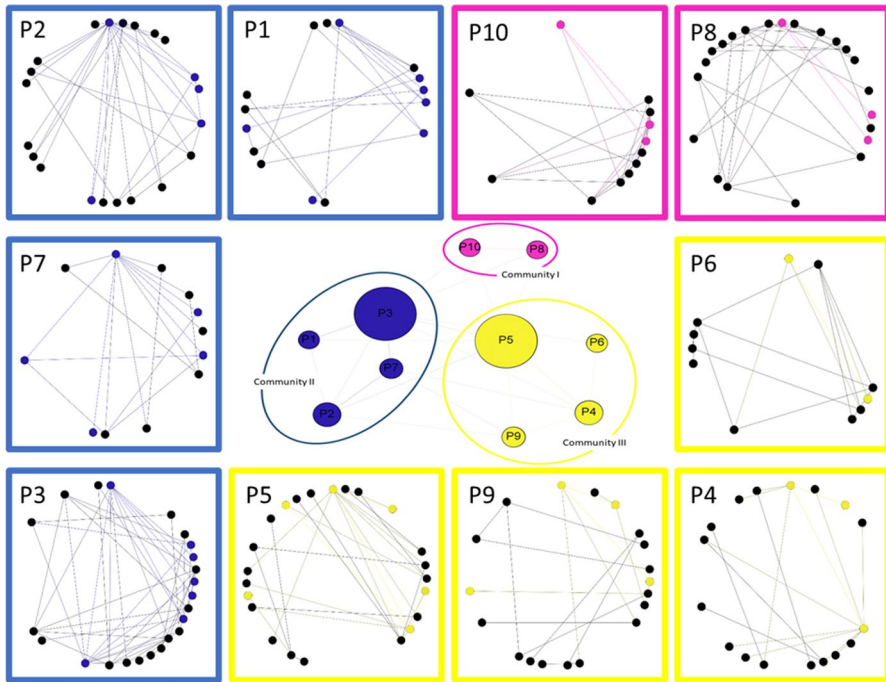 P2
P1
P10
P8
P7
P10
P8
Community I
P6
P3
P1
P5
P6
P7
Community II
P2
P4
P9
Community III
P3
P5
P9
P4